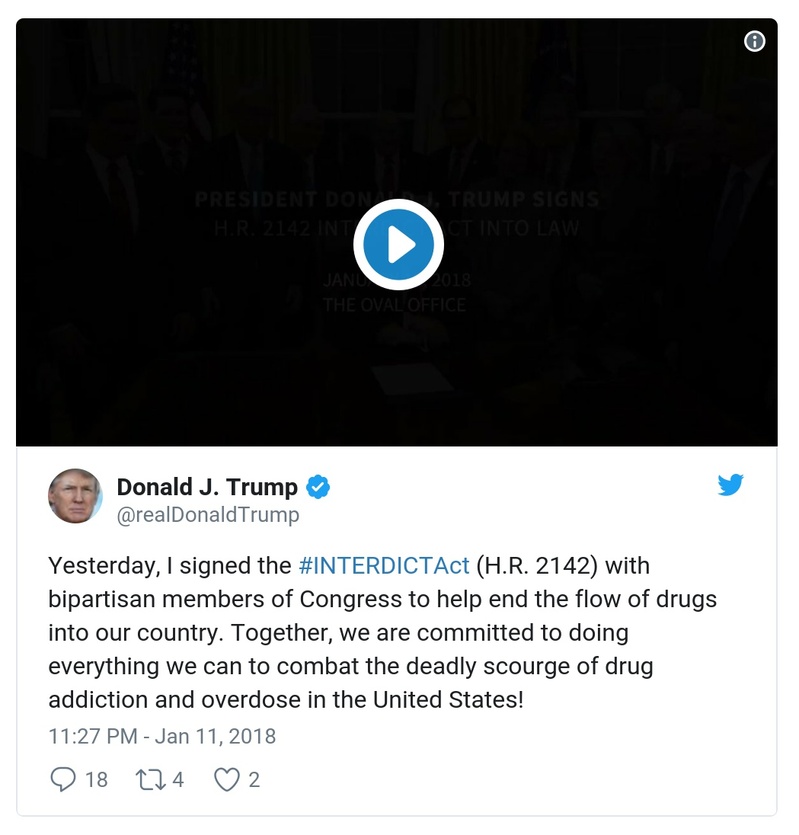 PRESIDENT DONALD J. TRUMP SIGNS
H.R. 2142 INT CT INTO LAW
JANU 2018
THE OVAL OFFICE
Donald J. Trump
@realDonaldTrump
Yesterday, I signed the #INTERDICTAct (H.R. 2142) with
bipartisan members of Congress to help end the flow of drugs
into our country. Together, we are committed to doing
everything we can to combat the deadly scourge of drug
addiction and overdose in the United States!
11:27 PM - Jan 11, 2018
18 4 2